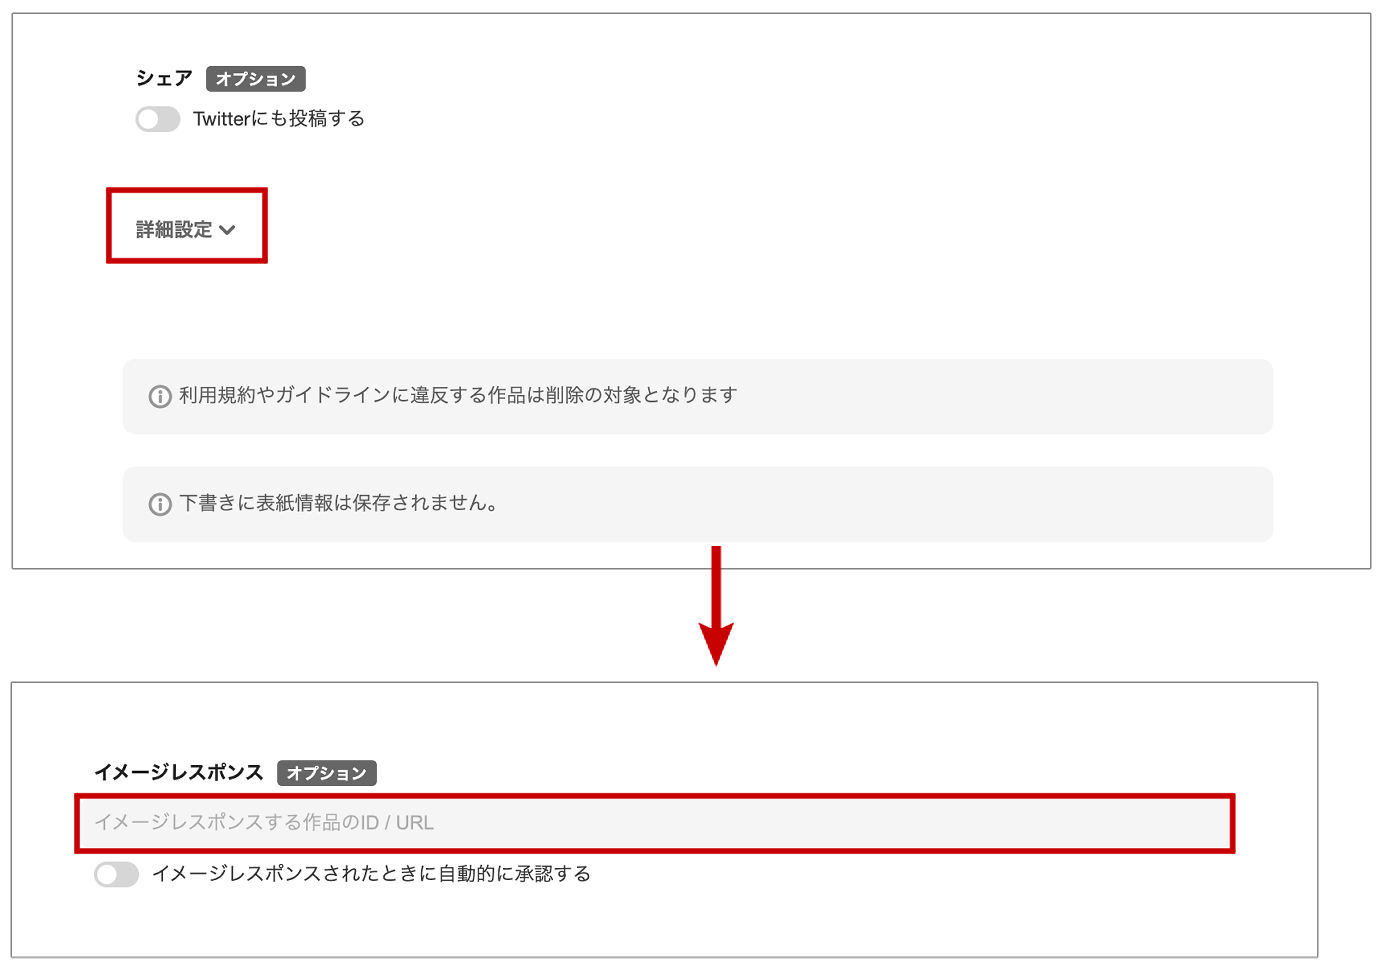 シェア オプション
Twitterにも投稿する
詳細設定
利用規約やガイドラインに違反する作品は削除の対象となります
下書きに表紙情報は保存されません。
イメージレスポンス オプション
イメージレスポンスする作品のID / URL
イメージレスポンスされたときに自動的に承認する